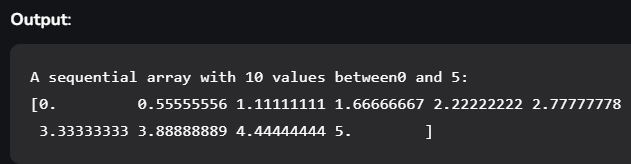 Output:
A sequential array with 10 values between0 and 5:
[0.         0.55555556 1.11111111 1.66666667 2.22222222 2.77777778
 3.33333333 3.88888889 4.44444444 5.        ]